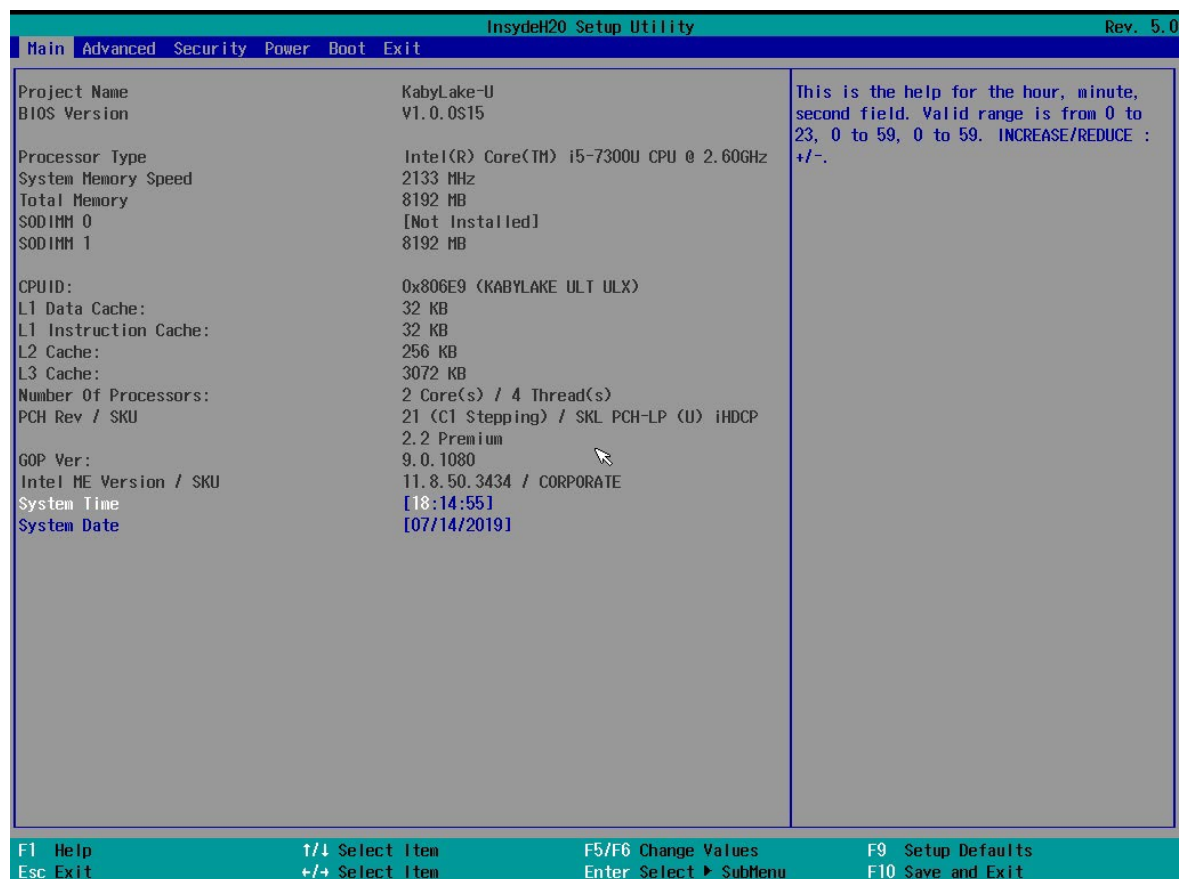 InsydeH20 Setup Utility Rev. 5.0
Main Advanced Security Power Boot Exit
Project Name KabyLake-U
BIOS Version V1.0.0S15
Processor Type Intel(R) Core(TM) i5-7300U CPU @ 2.60GHz
System Memory Speed 2133 MHz
Total Memory 8192 MB
SODIMM 0 [Not Installed]
SODIMM 1 8192 MB
CPUID: 0x806E9 (KABYLAKE ULT ULX)
L1 Data Cache: 32 KB
L1 Instruction Cache: 32 KB
L2 Cache: 256 KB
L3 Cache: 3072 KB
Number Of Processors: 2 Core(s) / 4 Thread(s)
PCH Rev / SKU 21 (C1 Stepping) / SKL PCH-LP (U) iHDCP
2.2 Premium
GOP Ver: 9.0.1080
Intel ME Version / SKU 11.8.50.3434 / CORPORATE
System Time [18:14:55]
System Date [07/14/2019]
This is the help for the hour, minute,
second field. Valid range is from 0 to
23, 0 to 59, 0 to 59. INCREASE/REDUCE :
+/-.
F1 Help ↑/↓ Select Item F5/F6 Change Values F9 Setup Defaults
Esc Exit ←/→ Select Item Enter Select ▶ SubMenu F10 Save and Exit